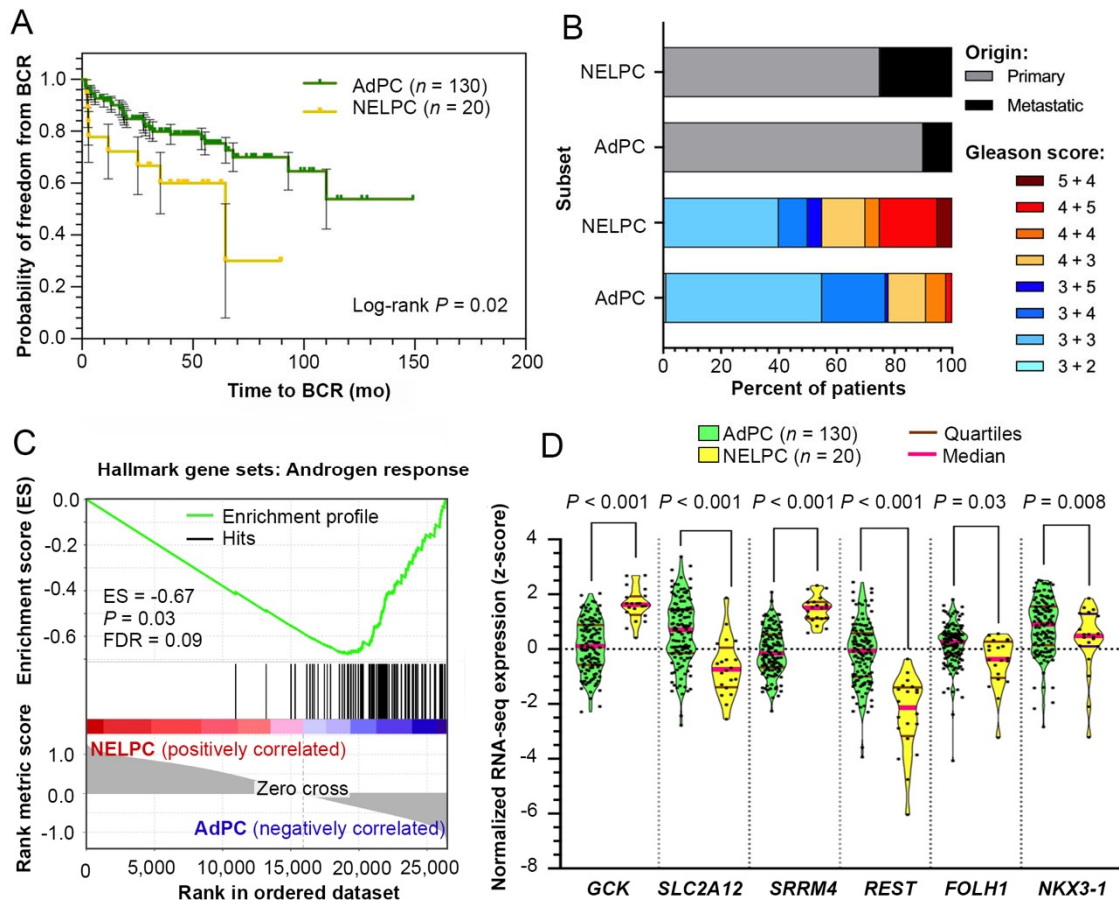 A
Probability of freedom from BCR
1.0
0.8
0.6
0.4
0.2
0.0
AdPC (n = 130)
NELPC (n = 20)
Log-rank P = 0.02
0
50
100
150
200
Time to BCR (mo)
B
Subset
NELPC
AdPC
NELPC
AdPC
0
20
40
60
80
100
Percent of patients
Origin:
Primary
Metastatic
Gleason score:
5 + 4
4 + 5
4 + 4
4 + 3
3 + 5
3 + 4
3 + 3
3 + 2
C
Hallmark gene sets: Androgen response
Enrichment score (ES)
0.0
-0.2
-0.4
-0.6
Enrichment profile
Hits
ES = -0.67
P = 0.03
FDR = 0.09
Rank metric score
1.0
0.0
-1.0
NELPC (positively correlated)
Zero cross
AdPC (negatively correlated)
0
5,000
10,000
15,000
20,000
25,000
Rank in ordered dataset
D
AdPC (n = 130)
NELPC (n = 20)
Quartiles
Median
P < 0.001
P < 0.001
P < 0.001
P < 0.001
P = 0.03
P = 0.008
Normalized RNA-seq expression (z-score)
4
2
0
-2
-4
-6
-8
GCK
SLC2A12
SRRM4
REST
FOLH1
NKX3-1